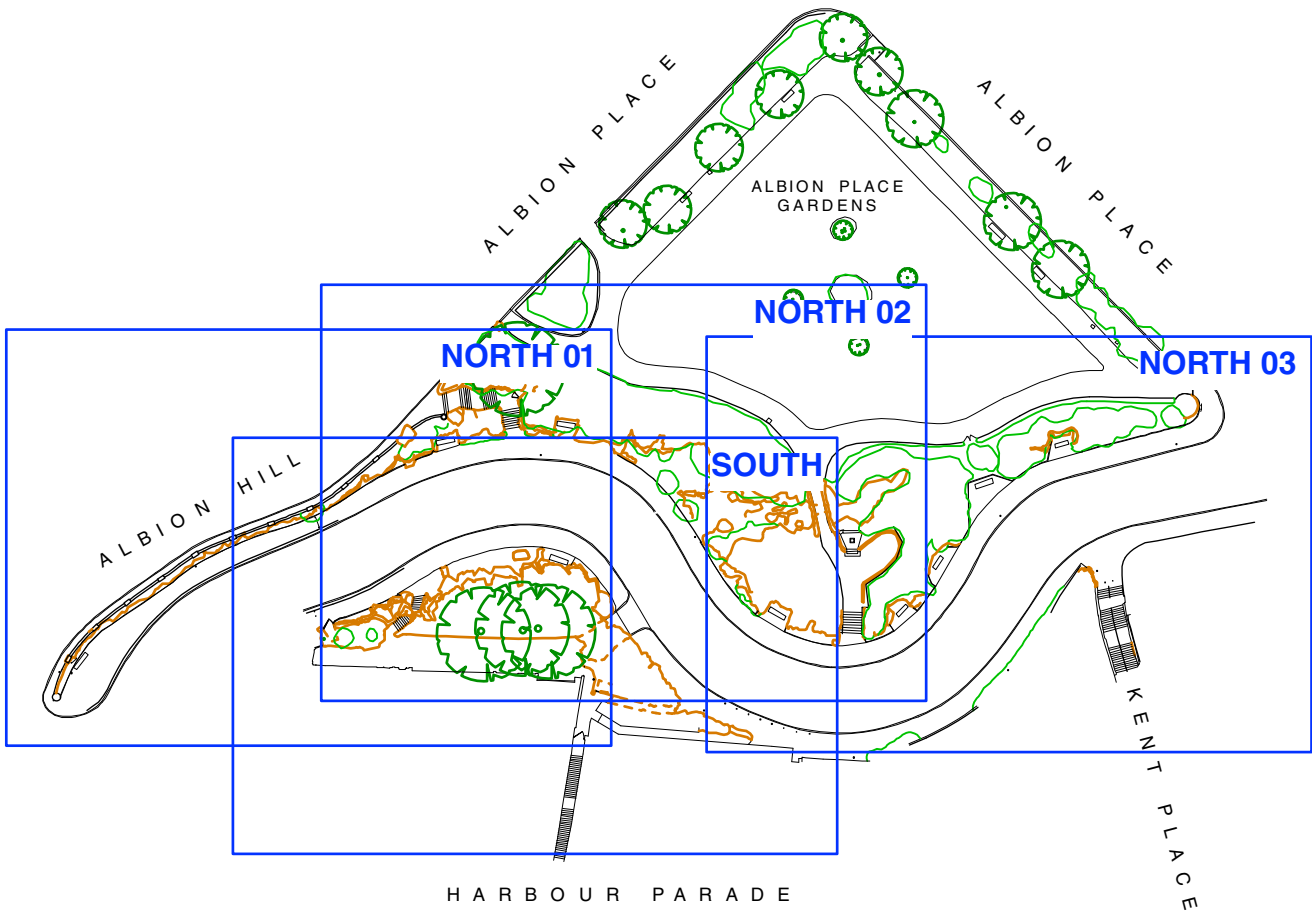 ALBION PLACE
ALBION PLACE
ALBION PLACE
GARDENS
NORTH 02
NORTH 01
NORTH 03
SOUTH
ALBION HILL
KENT PLACE
HARBOUR PARADE